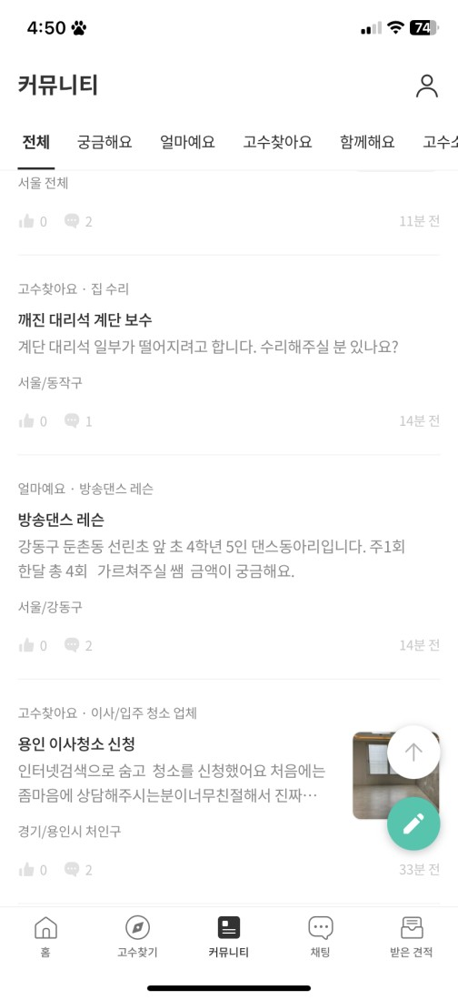 4:50
74
커뮤니티
전체 궁금해요 얼마예요 고수찾아요 함께해요 고수소
서울 전체
0 2 11분 전
고수찾아요 · 집 수리
깨진 대리석 계단 보수
계단 대리석 일부가 떨어지려고 합니다. 수리해주실 분 있나요?
서울/동작구
0 1 14분 전
얼마예요 · 방송댄스 레슨
방송댄스 레슨
강동구 둔촌동 선린초 앞 초 4학년 5인 댄스동아리입니다. 주1회
한달 총 4회 가르쳐주실 쌤 금액이 궁금해요.
서울/강동구
0 2 14분 전
고수찾아요 · 이사/입주 청소 업체
용인 이사청소 신청
인터넷검색으로 숨고 청소를 신청했어요 처음에는
좀마음에 상담해주시는분이너무친절해서 진짜…
경기/용인시 처인구
0 2 33분 전
홈 고수찾기 커뮤니티 채팅 받은 견적